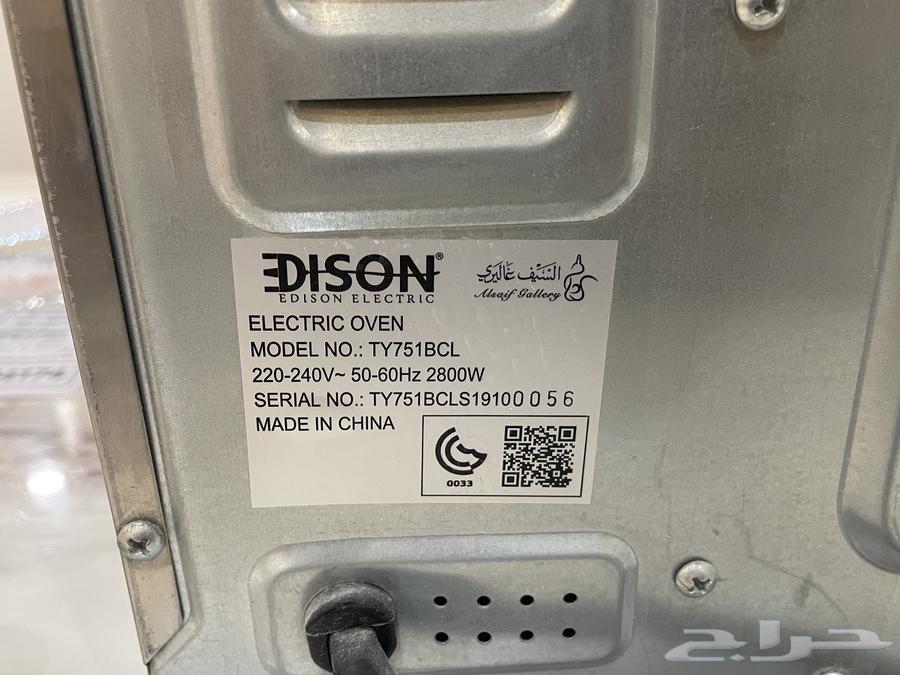 EDISON®
EDISON ELECTRIC
السيف غاليري
Alsaif Gallery
ELECTRIC OVEN
MODEL NO.: TY751BCL
220-240V~ 50-60Hz 2800W
SERIAL NO.: TY751BCLS19100056
MADE IN CHINA
0033
حراج